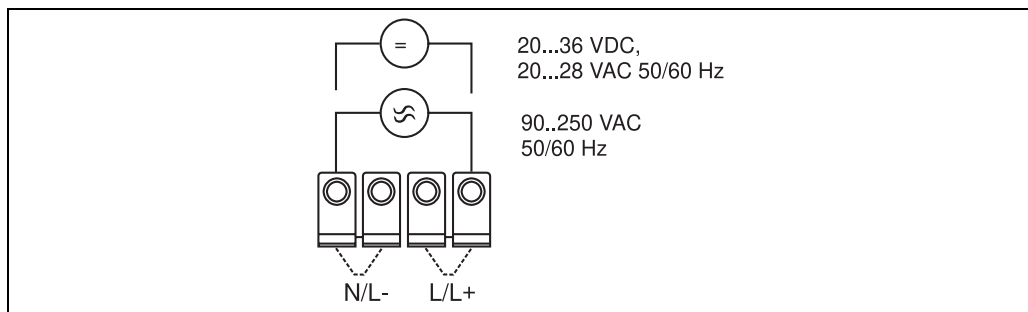 =
20...36 VDC,
20...28 VAC 50/60 Hz
90..250 VAC
50/60 Hz
N/L- L/L+